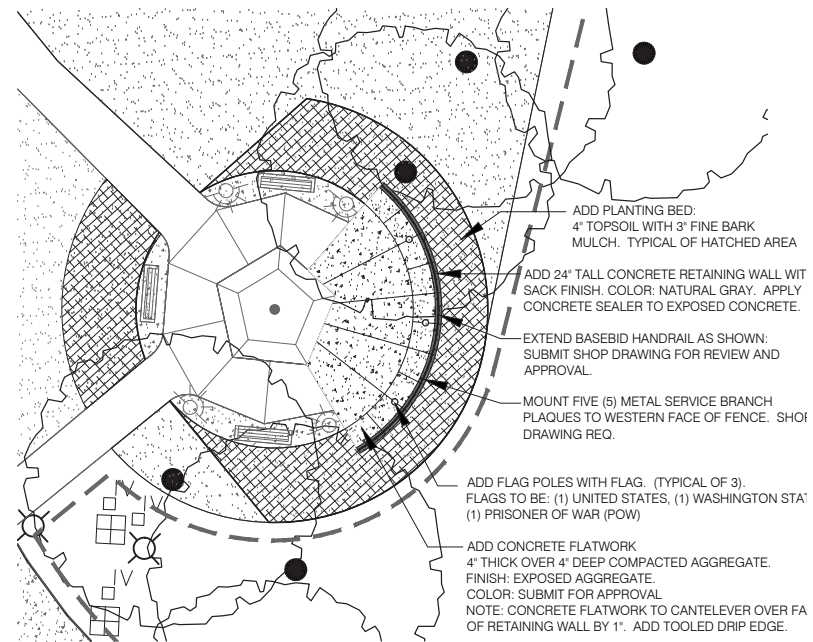 ADD PLANTING BED:
4" TOPSOIL WITH 3" FINE BARK
MULCH. TYPICAL OF HATCHED AREA
ADD 24" TALL CONCRETE RETAINING WALL WIT
SACK FINISH. COLOR: NATURAL GRAY. APPLY
CONCRETE SEALER TO EXPOSED CONCRETE.
EXTEND BASEBID HANDRAIL AS SHOWN:
SUBMIT SHOP DRAWING FOR REVIEW AND
APPROVAL.
MOUNT FIVE (5) METAL SERVICE BRANCH
PLAQUES TO WESTERN FACE OF FENCE. SHOP
DRAWING REQ.
ADD FLAG POLES WITH FLAG. (TYPICAL OF 3).
FLAGS TO BE: (1) UNITED STATES, (1) WASHINGTON STAT
(1) PRISONER OF WAR (POW)
ADD CONCRETE FLATWORK
4" THICK OVER 4" DEEP COMPACTED AGGREGATE.
FINISH: EXPOSED AGGREGATE.
COLOR: SUBMIT FOR APPROVAL
NOTE: CONCRETE FLATWORK TO CANTELEVER OVER FA
OF RETAINING WALL BY 1". ADD TOOLED DRIP EDGE.